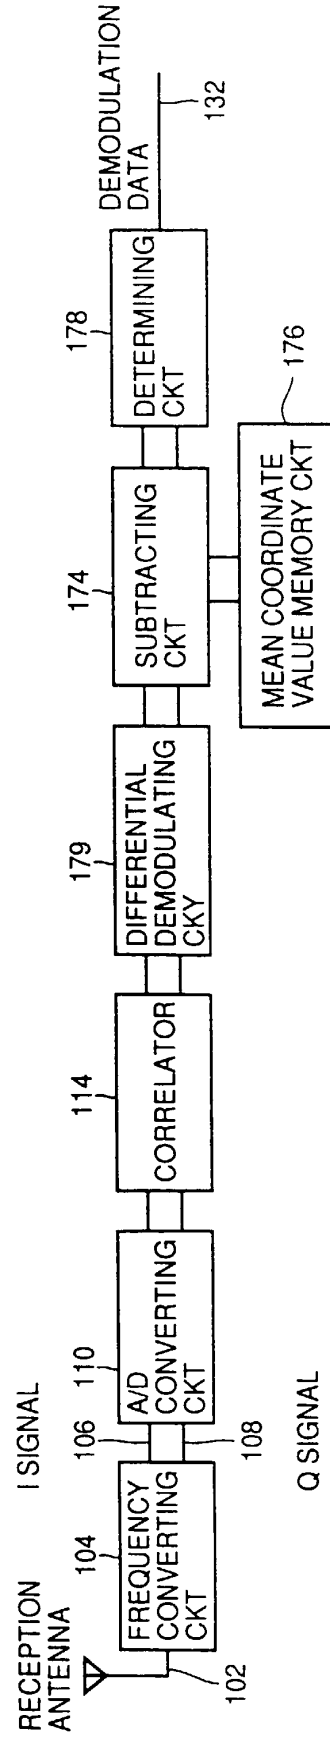 RECEPTION
ANTENNA
102
104
FREQUENCY
CONVERTING
CKT
I SIGNAL
106
108
Q SIGNAL
110
A/D
CONVERTING
CKT
114
CORRELATOR
179
DIFFERENTIAL
DEMODULATING
CKY
174
SUBTRACTING
CKT
176
MEAN COORDINATE
VALUE MEMORY CKT
178
DETERMINING
CKT
DEMODULATION
DATA
132